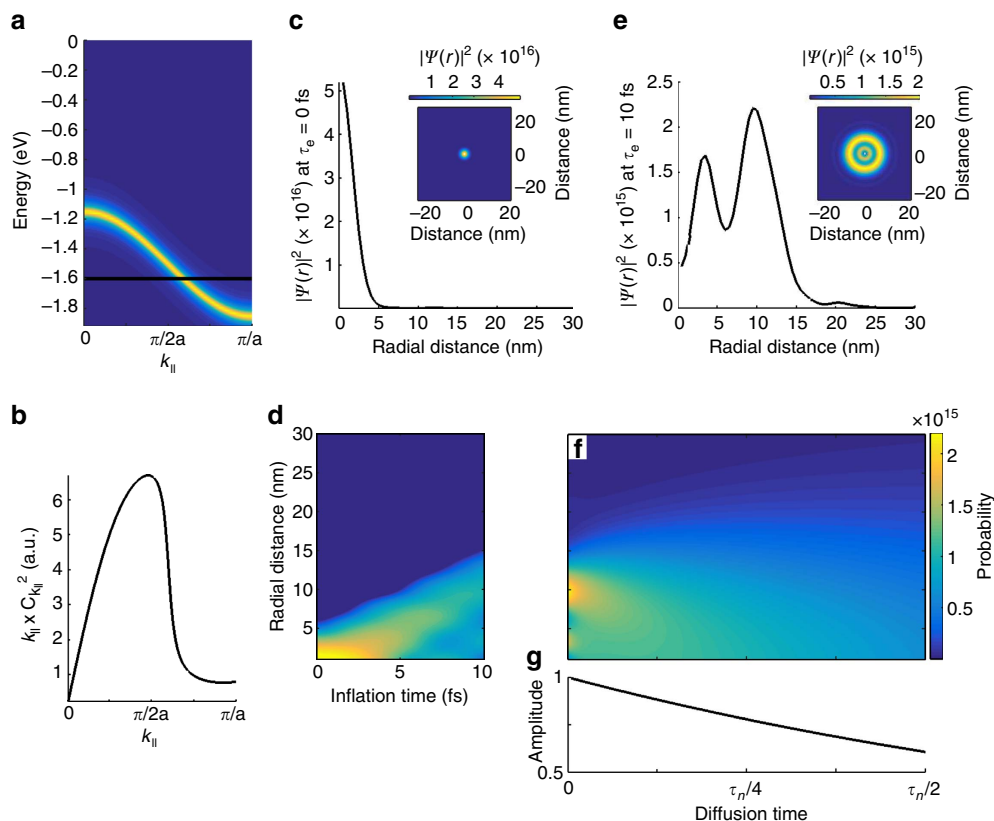 a
0
−0.2
−0.4
−0.6
−0.8
−1
−1.2
−1.4
−1.6
−1.8
Energy (eV)
0 π/2a π/a
k||
c
|Ψ(r)|² (× 10¹⁶)
1 2 3 4
5
4
3
2
1
|Ψ(r)|² (× 10¹⁶) at τe = 0 fs
20
0
−20
Distance (nm)
−20 0 20
Distance (nm)
0 5 10 15 20 25 30
Radial distance (nm)
e
|Ψ(r)|² (× 10¹⁵)
0.5 1 1.5 2
2.5
2
1.5
1
0.5
0
|Ψ(r)|² (× 10¹⁵) at τe = 10 fs
20
0
−20
Distance (nm)
−20 0 20
Distance (nm)
0 5 10 15 20 25 30
Radial distance (nm)
b
6
5
4
3
2
1
k|| x Ck||² (a.u.)
0 π/2a π/a
k||
d
30
25
20
15
10
5
Radial distance (nm)
0 5 10
Inflation time (fs)
f
×10¹⁵
2
1.5
1
0.5
Probability
g
1
0.5
Amplitude
0 τn/4 τn/2
Diffusion time